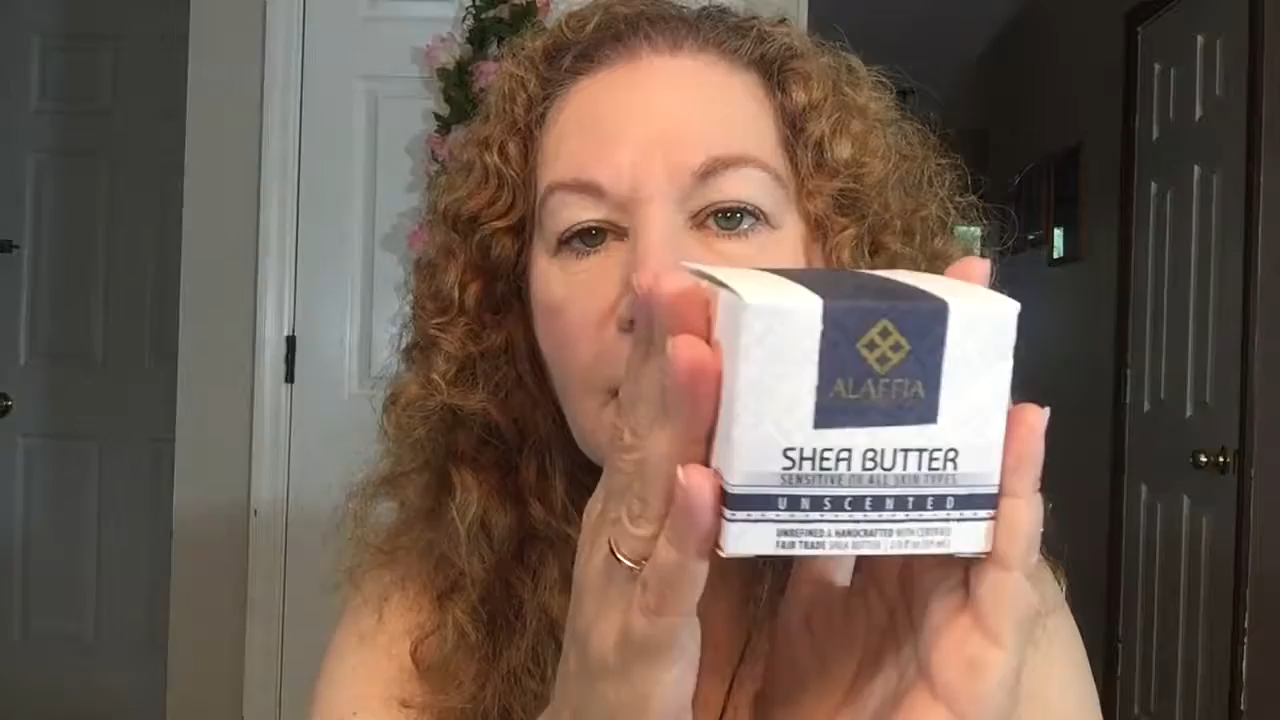 ALAFFIA
SHEA BUTTER
SENSITIVE OR ALL SKIN TYPES
UNSCENTED
UNREFINED & HANDCRAFTED WITH CERTIFIED
FAIR TRADE SHEA BUTTER